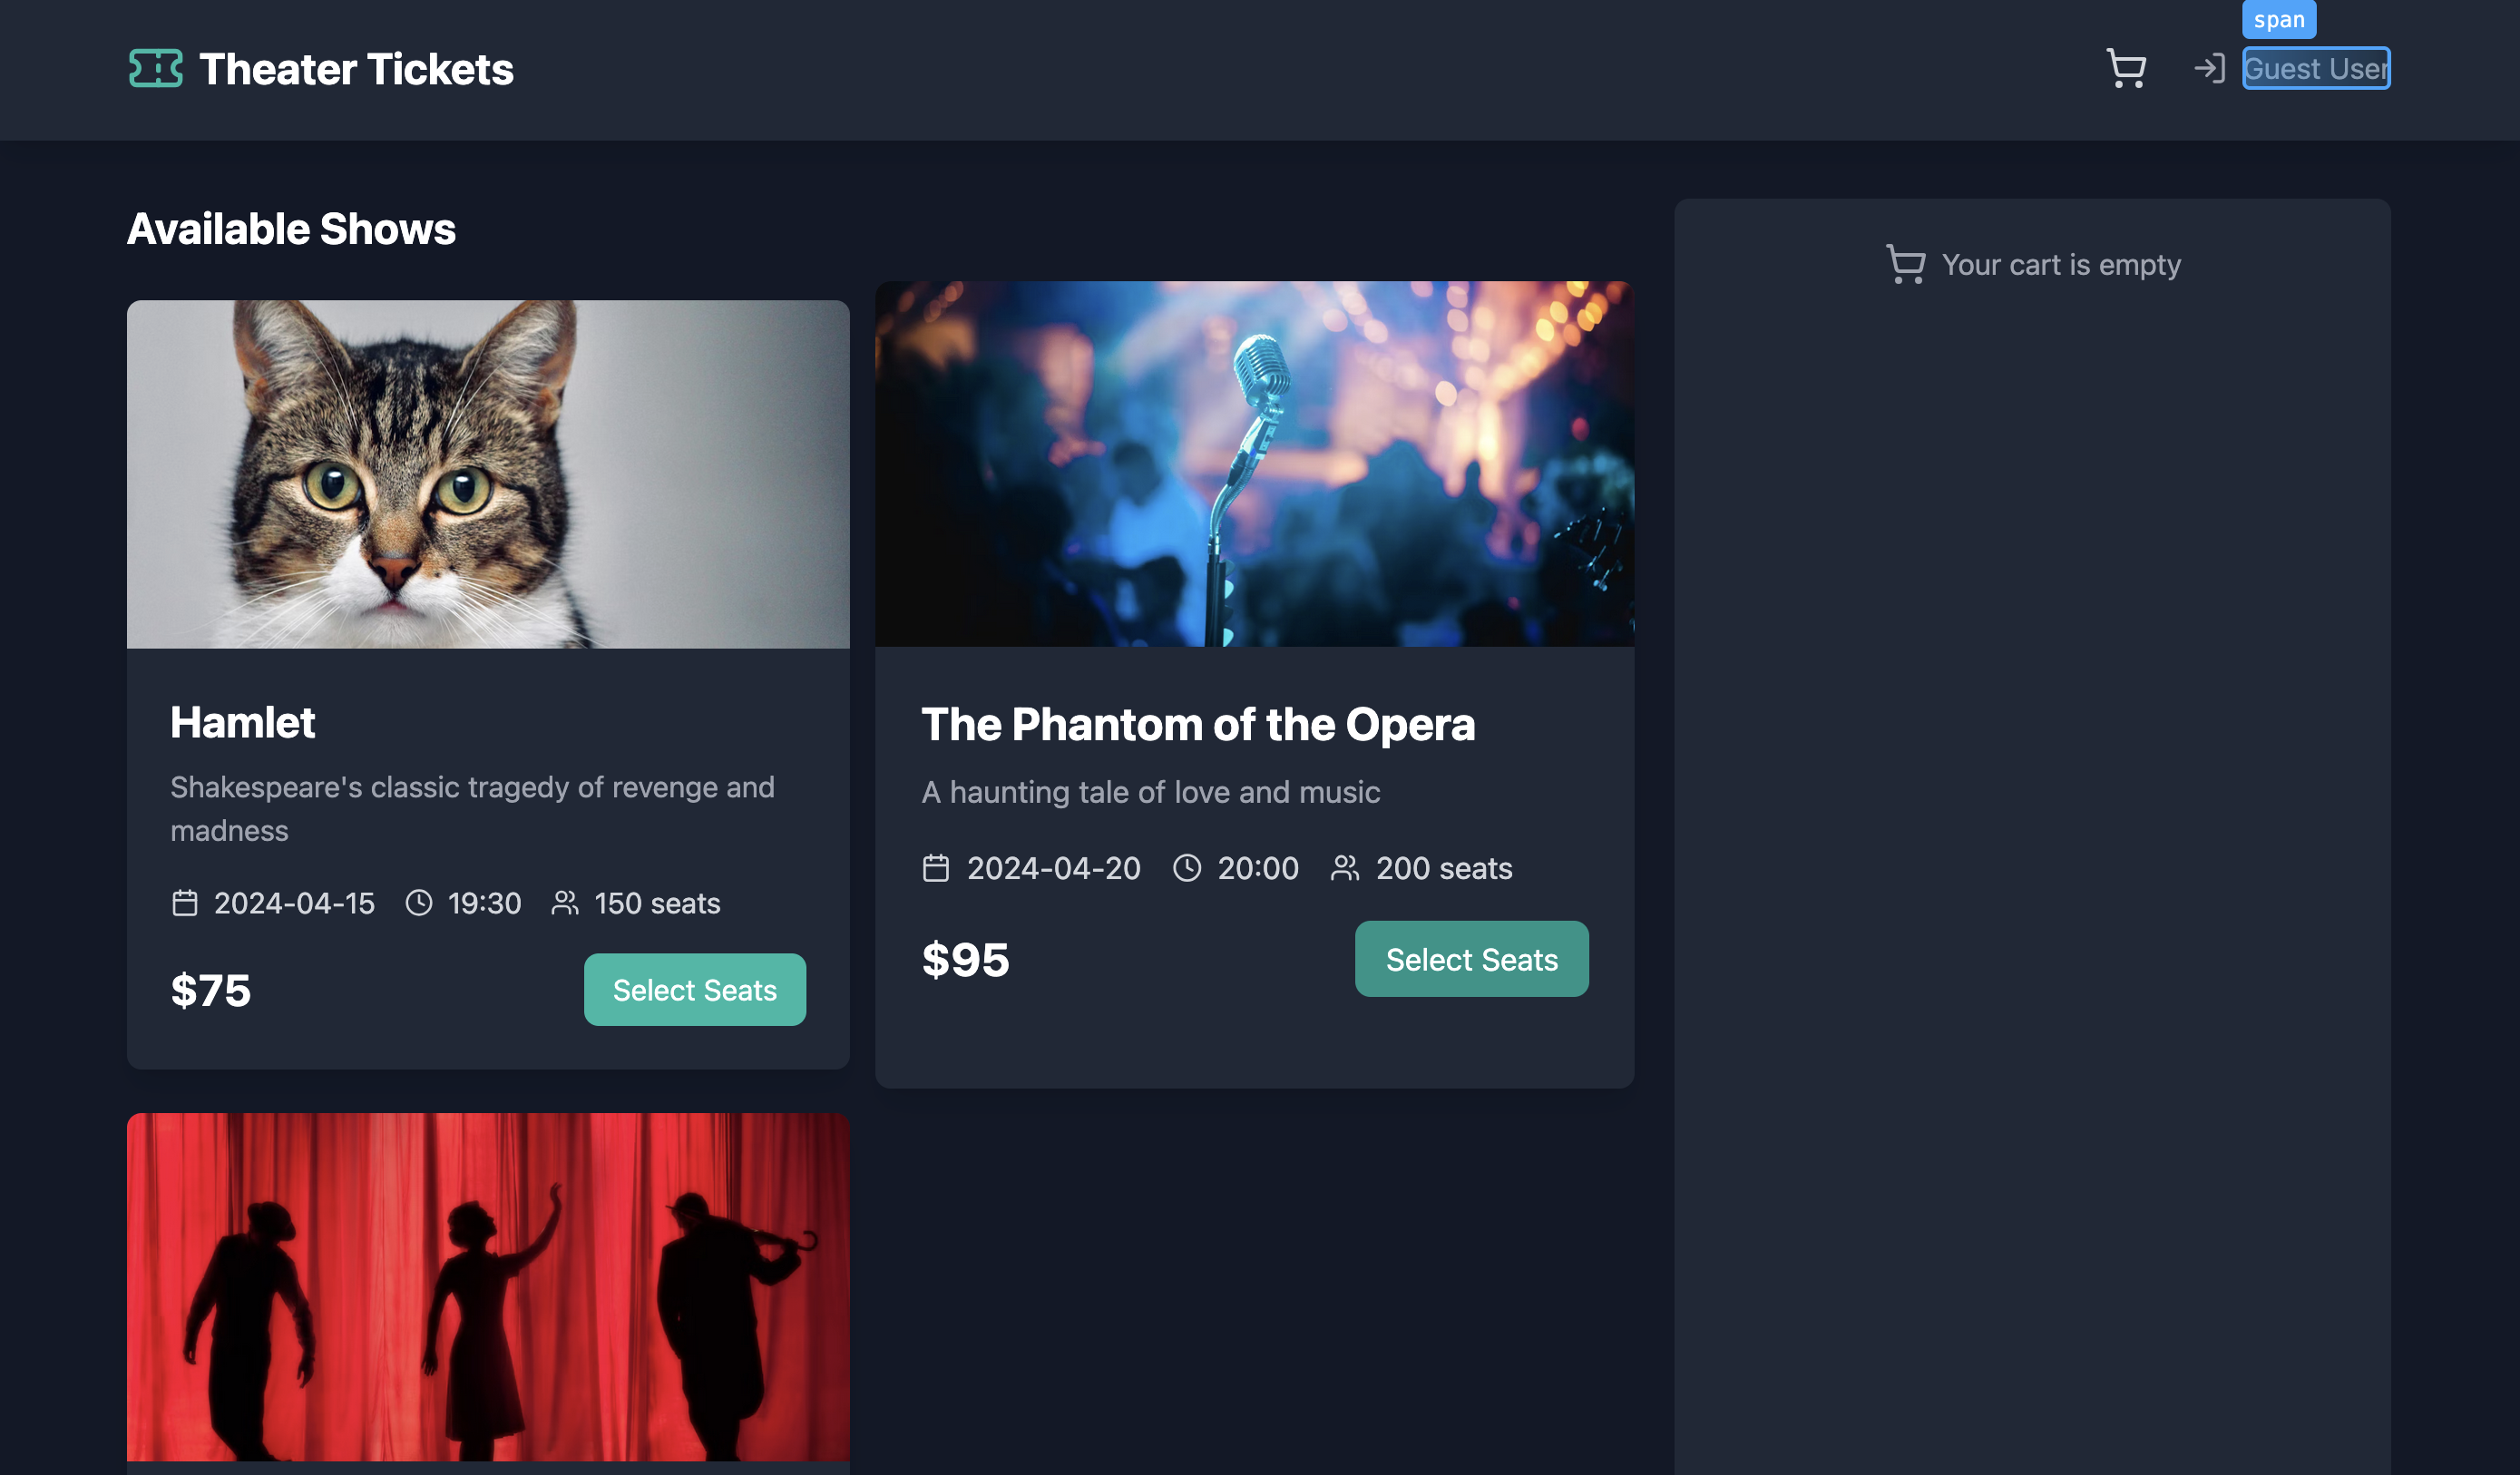 span
Theater Tickets
Guest User
Available Shows
Your cart is empty
Hamlet
Shakespeare's classic tragedy of revenge and
madness
2024-04-15 19:30 150 seats
$75 Select Seats
The Phantom of the Opera
A haunting tale of love and music
2024-04-20 20:00 200 seats
$95 Select Seats